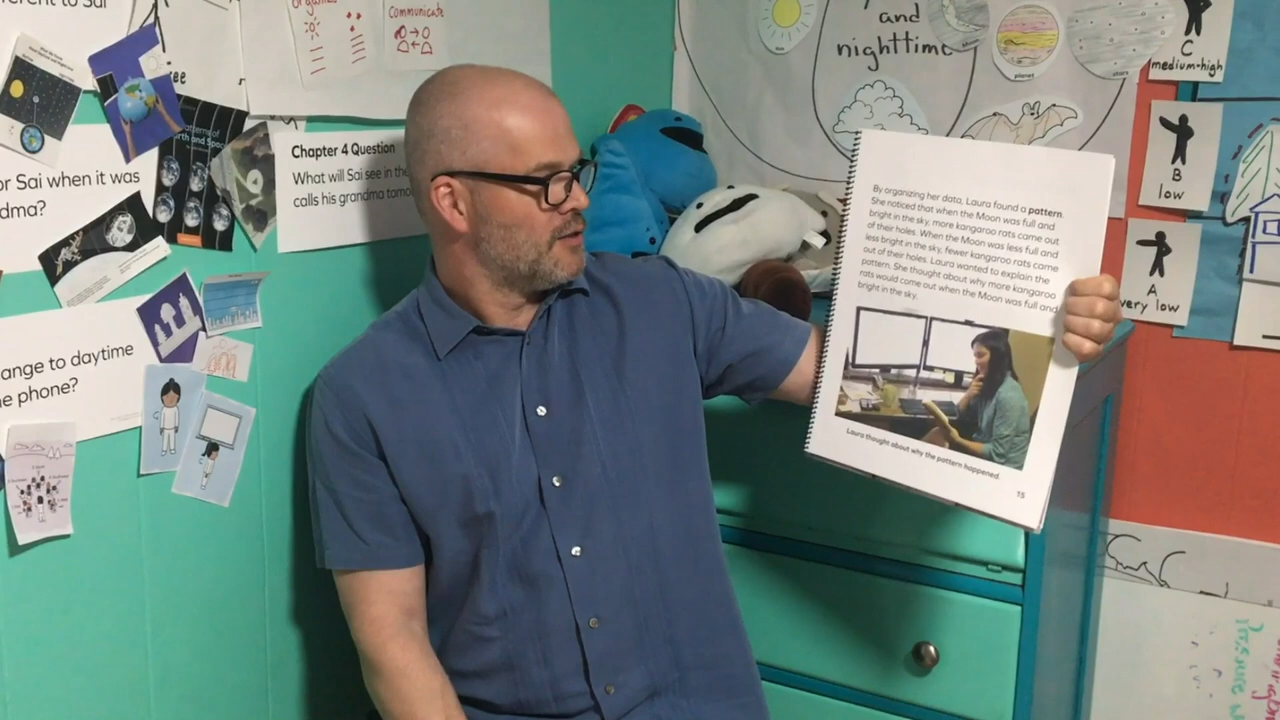 erent to Sai
ree
or Sai when it was
dma?
Chapter 4 Question
What will Sai see in the
calls his grandma tomo
ange to daytime
e phone?
Communicate
and
nighttime
sun
planet
stars
C
medium-high
B
low
A
very low
By organizing her data, Laura found a pattern.
She noticed that when the Moon was full and
bright in the sky, more kangaroo rats came out
of their holes. When the Moon was less full and
less bright in the sky, fewer kangaroo rats came
out of their holes. Laura wanted to explain the
pattern. She thought about why more kangaroo
rats would come out when the Moon was full and
bright in the sky.
Laura thought about why the pattern happened.
15